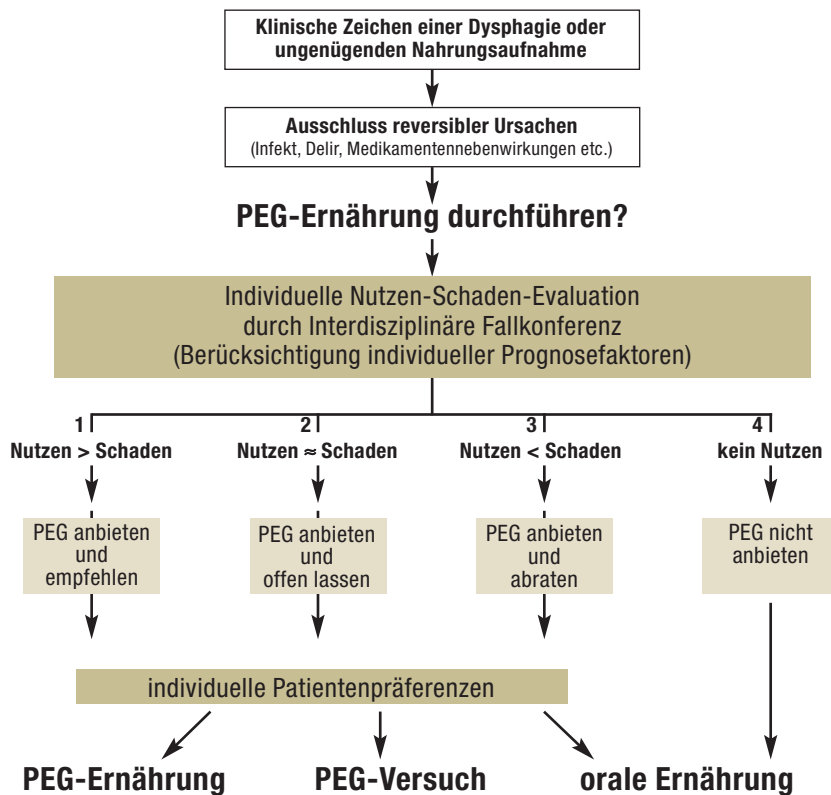 Klinische Zeichen einer Dysphagie oder
ungenügenden Nahrungsaufnahme
Ausschluss reversibler Ursachen
(Infekt, Delir, Medikamentennebenwirkungen etc.)
PEG-Ernährung durchführen?
Individuelle Nutzen-Schaden-Evaluation
durch Interdisziplinäre Fallkonferenz
(Berücksichtigung individueller Prognosefaktoren)
1
Nutzen > Schaden
2
Nutzen ≈ Schaden
3
Nutzen < Schaden
4
kein Nutzen
PEG anbieten
und
empfehlen
PEG anbieten
und
offen lassen
PEG anbieten
und
abraten
PEG nicht
anbieten
individuelle Patientenpräferenzen
PEG-Ernährung
PEG-Versuch
orale Ernährung